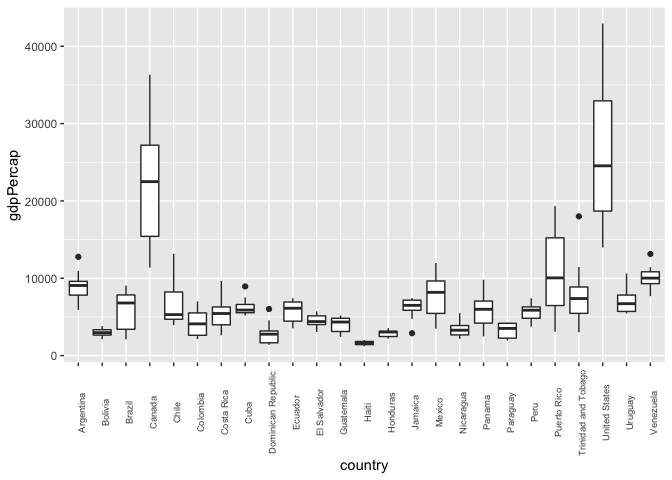 gdpPercap
40000
30000
20000
10000
0
Argentina
Bolivia
Brazil
Canada
Chile
Colombia
Costa Rica
Cuba
Dominican Republic
Ecuador
El Salvador
Guatemala
Haiti
Honduras
Jamaica
Mexico
Nicaragua
Panama
Paraguay
Peru
Puerto Rico
Trinidad and Tobago
United States
Uruguay
Venezuela
country